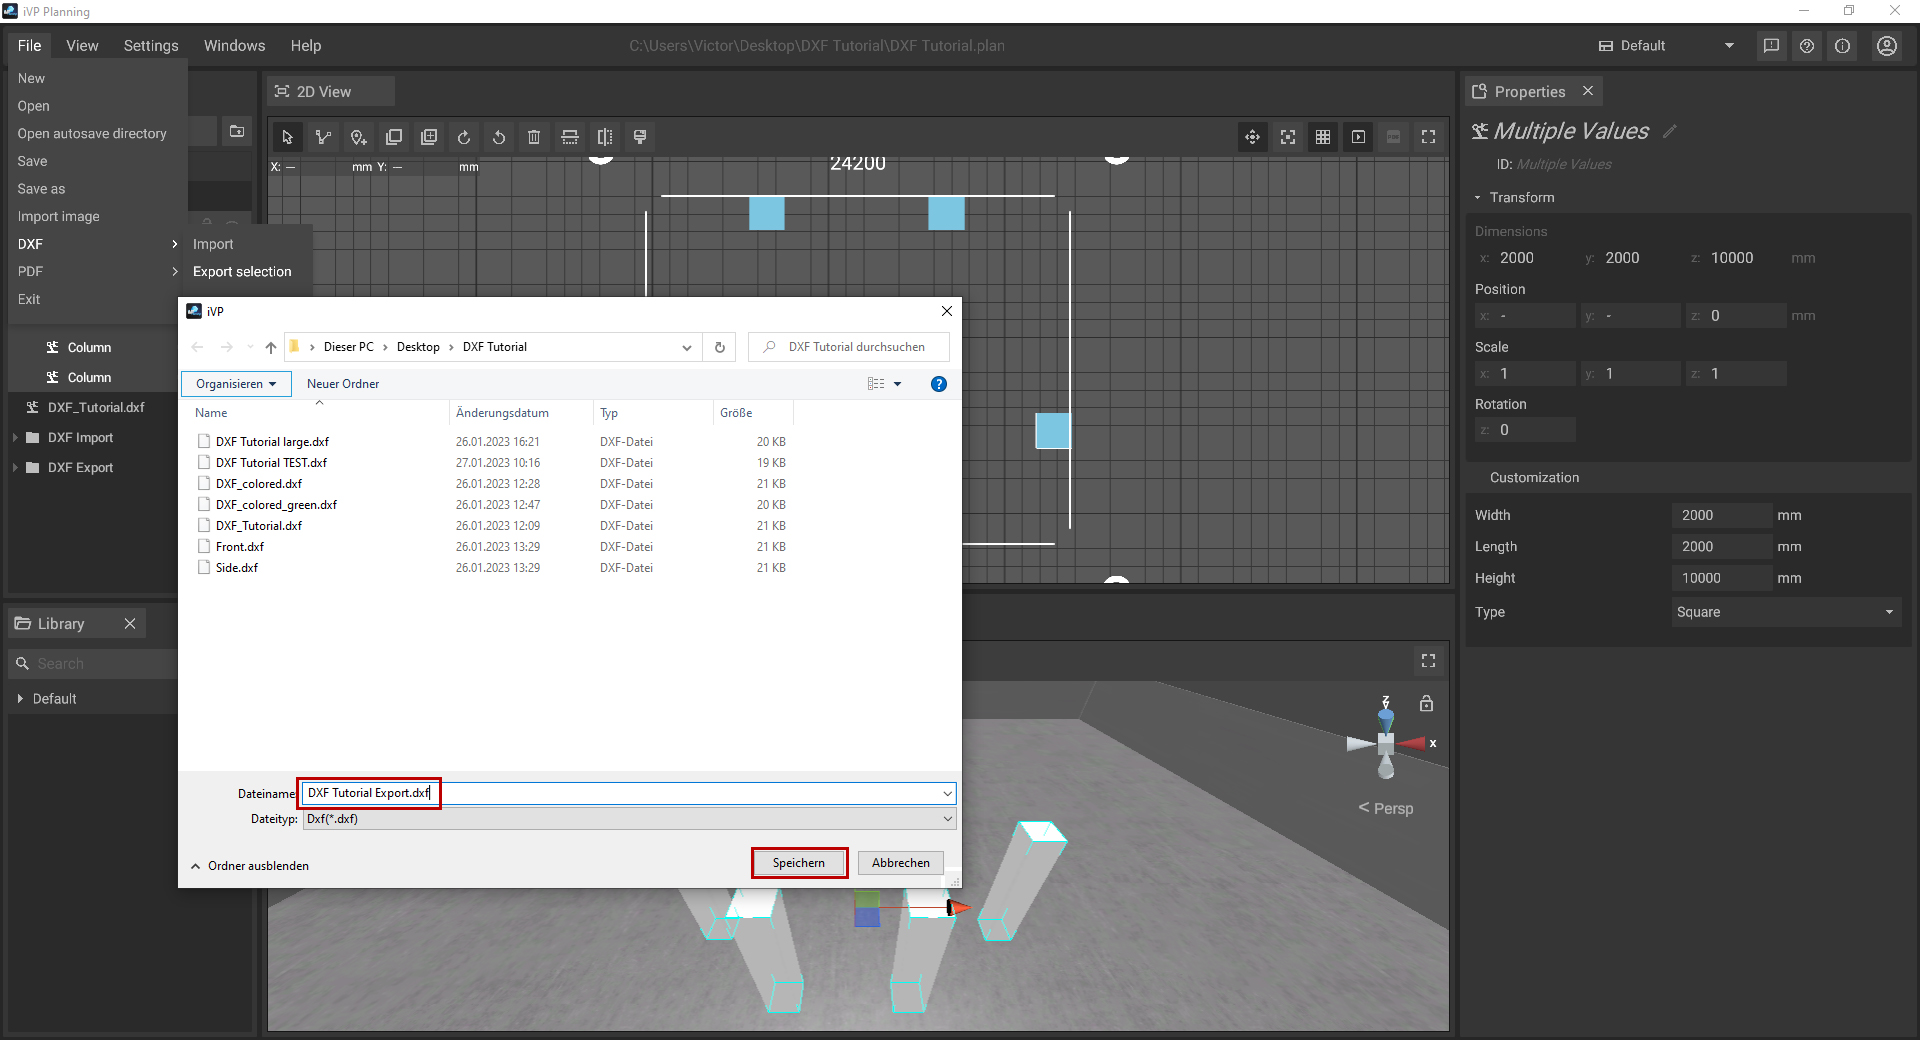 iVP Planning
File View Settings Windows Help
C:\Users\Victor\Desktop\DXF Tutorial\DXF Tutorial.plan
Default
New
Open
Open autosave directory
Save
Save as
Import image
DXF
PDF
Exit
Import
Export selection
Column
Column
DXF_Tutorial.dxf
DXF Import
DXF Export
Library
Search
Default
2D View
X: — mm Y: — mm
24200
iVP
Dieser PC > Desktop > DXF Tutorial
DXF Tutorial durchsuchen
Organisieren Neuer Ordner
Name Änderungsdatum Typ Größe
DXF Tutorial large.dxf 26.01.2023 16:21 DXF-Datei 20 KB
DXF Tutorial TEST.dxf 27.01.2023 10:16 DXF-Datei 19 KB
DXF_colored.dxf 26.01.2023 12:28 DXF-Datei 21 KB
DXF_colored_green.dxf 26.01.2023 12:47 DXF-Datei 20 KB
DXF_Tutorial.dxf 26.01.2023 12:09 DXF-Datei 21 KB
Front.dxf 26.01.2023 13:29 DXF-Datei 21 KB
Side.dxf 26.01.2023 13:29 DXF-Datei 21 KB
Dateiname: DXF Tutorial Export.dxf
Dateityp: Dxf(*.dxf)
Ordner ausblenden
Speichern Abbrechen
z
x
< Persp
Properties
Multiple Values
ID: Multiple Values
Transform
Dimensions
x: 2000 y: 2000 z: 10000 mm
Position
x: - y: - z: 0 mm
Scale
x: 1 y: 1 z: 1
Rotation
z: 0
Customization
Width 2000 mm
Length 2000 mm
Height 10000 mm
Type Square